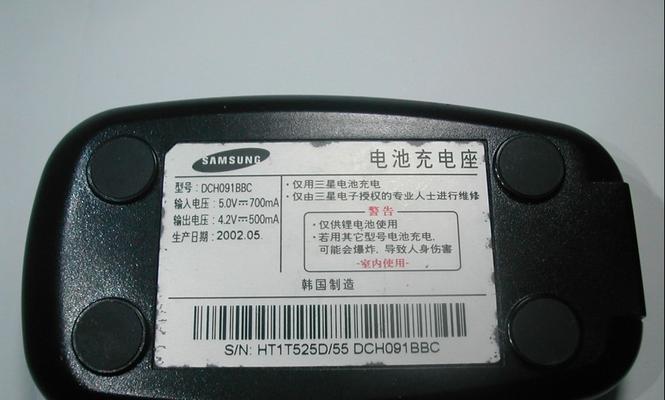 SAMSUNG
电池充电座
型号:DCH091BBC
输入电压:5.0V⎓700mA
输出电压:4.2V⎓500mA
生产日期:2002.05.
·仅用三星电池充电
·仅由三星电子授权的专业人士进行维修
警告
·仅供锂电池使用
·若用其它型号电池充电,
可能会爆炸,导致人身伤害
-室内使用-
韩国制造
S/N: HT1T525D/55 DCH091BBC